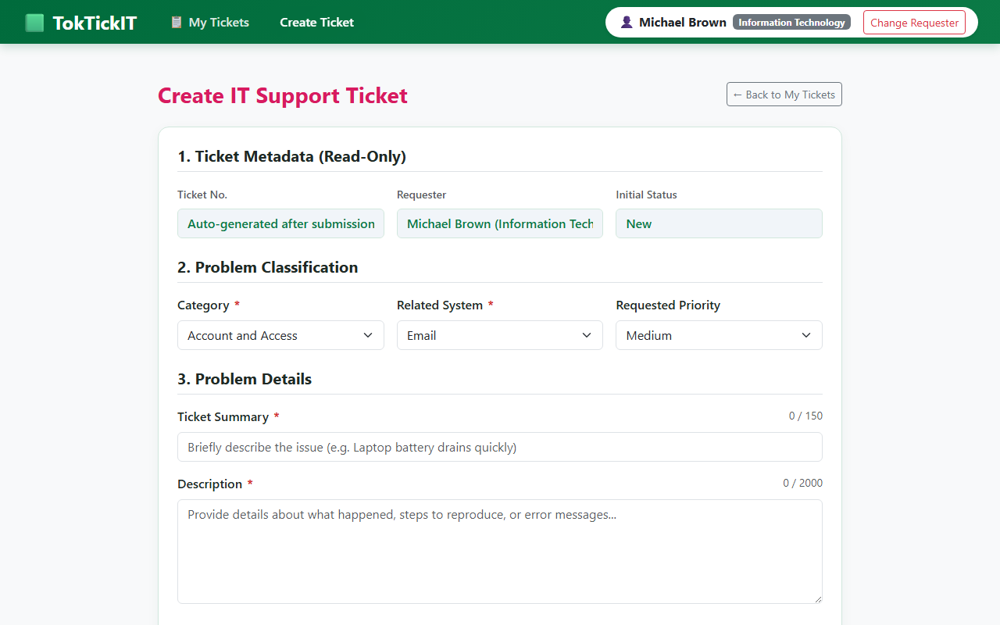 TokTickIT
My Tickets
Create Ticket
Michael Brown Information Technology
Change Requester
Create IT Support Ticket
← Back to My Tickets
1. Ticket Metadata (Read-Only)
Ticket No.
Requester
Initial Status
Auto-generated after submission
Michael Brown (Information Tech
New
2. Problem Classification
Category *
Related System *
Requested Priority
Account and Access
Email
Medium
3. Problem Details
Ticket Summary *
0 / 150
Briefly describe the issue (e.g. Laptop battery drains quickly)
Description *
0 / 2000
Provide details about what happened, steps to reproduce, or error messages...